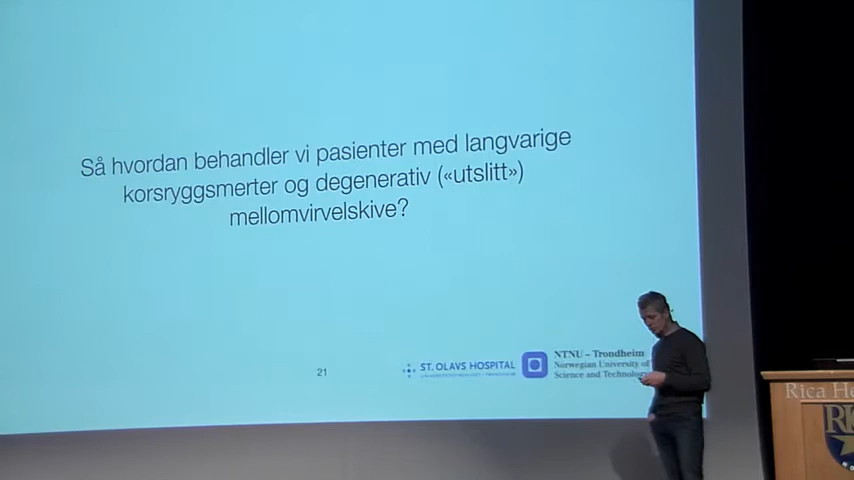 Så hvordan behandler vi pasienter med langvarige
korsryggsmerter og degenerativ («utslitt»)
mellomvirvelskive?
21
ST. OLAVS HOSPITAL
NTNU – Trondheim
Norwegian University of
Science and Technology
Rica He